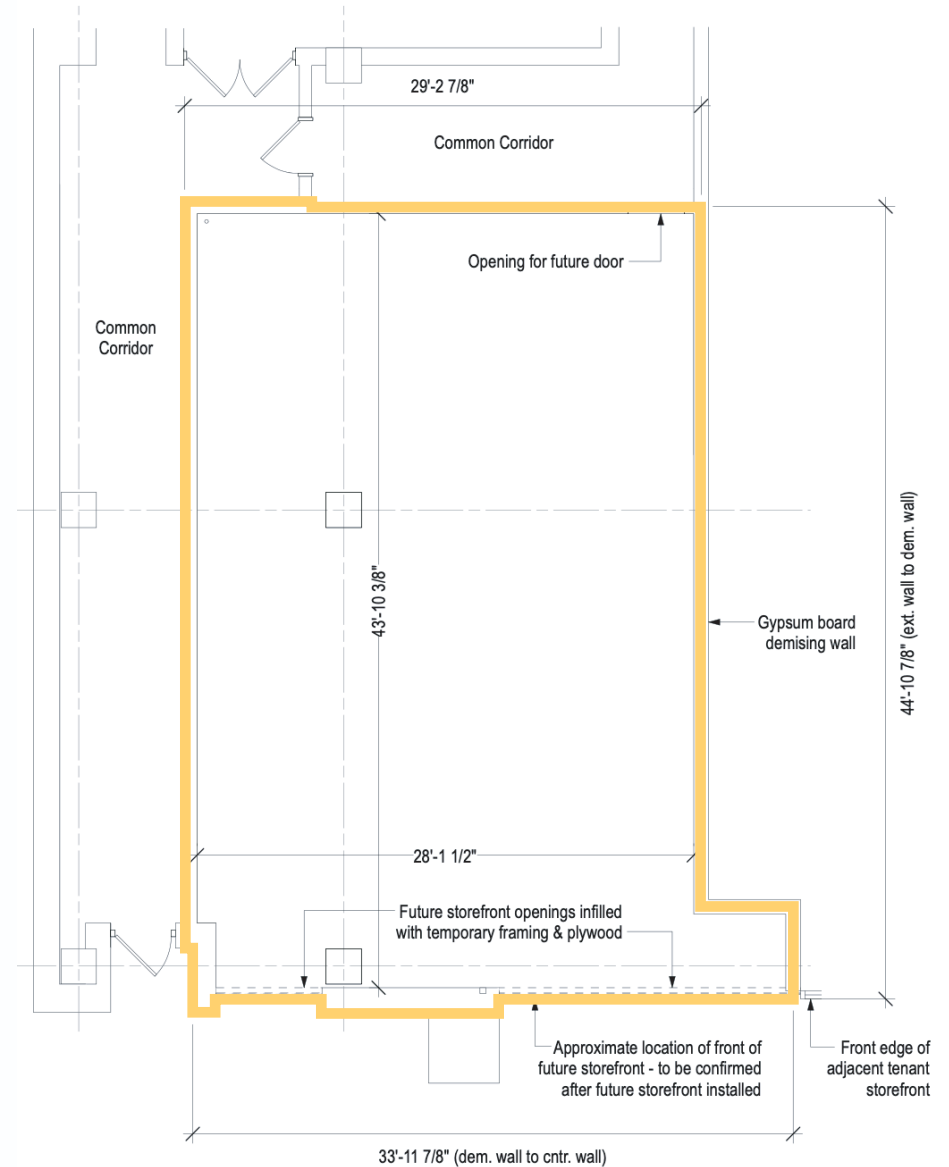 29'-2 7/8"
Common Corridor
Opening for future door
Common
Corridor
43'-10 3/8"
Gypsum board
demising wall
44'-10 7/8" (ext. wall to dem. wall)
28'-1 1/2"
Future storefront openings infilled
with temporary framing & plywood
Approximate location of front of
future storefront - to be confirmed
after future storefront installed
Front edge of
adjacent tenant
storefront
33'-11 7/8" (dem. wall to cntr. wall)